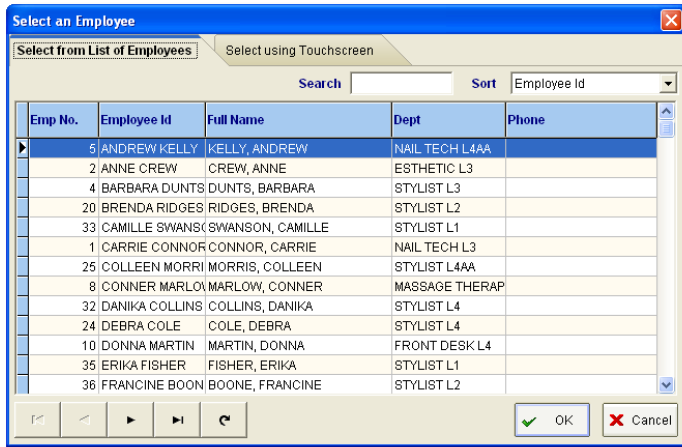 Select an Employee
Select from List of Employees Select using Touchscreen
Search Sort Employee Id
Emp No. Employee Id Full Name Dept Phone
5 ANDREW KELLY KELLY, ANDREW NAIL TECH L4AA
2 ANNE CREW CREW, ANNE ESTHETIC L3
4 BARBARA DUNTS DUNTS, BARBARA STYLIST L3
20 BRENDA RIDGES RIDGES, BRENDA STYLIST L2
33 CAMILLE SWANS SWANSON, CAMILLE STYLIST L1
1 CARRIE CONNOR CONNOR, CARRIE NAIL TECH L3
25 COLLEEN MORRI MORRIS, COLLEEN STYLIST L4AA
8 CONNER MARLO MARLOW, CONNER MASSAGE THERAP
32 DANIKA COLLINS COLLINS, DANIKA STYLIST L4
24 DEBRA COLE COLE, DEBRA STYLIST L4
10 DONNA MARTIN MARTIN, DONNA FRONT DESK L4
35 ERIKA FISHER FISHER, ERIKA STYLIST L1
36 FRANCINE BOON BOONE, FRANCINE STYLIST L2
OK Cancel